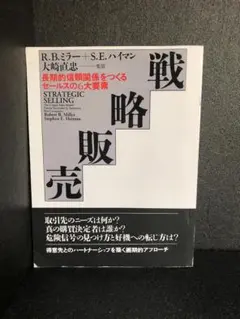 R.B.ミラー＋S.E.ハイマン
大崎直忠
長期的信頼関係をつくる
セールスの6大要素
STRATEGIC
SELLING
Robert B. Miller
Stephen E. Heiman
戦略販売
取引先のニーズは何か?
真の購買決定者は誰か?
危険信号の見つけ方と好機への転じ方は?
得意先とのパートナーシップを築く画期的アプローチ